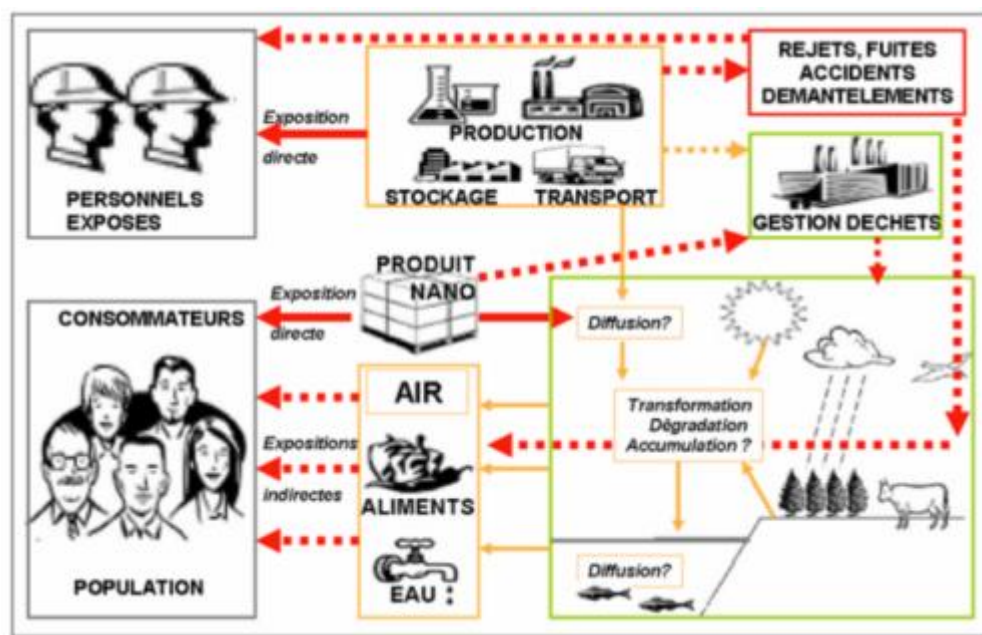 REJETS, FUITES
ACCIDENTS
DEMANTELEMENTS
Exposition
directe
PRODUCTION
STOCKAGE
TRANSPORT
PERSONNELS
EXPOSES
GESTION DECHETS
PRODUIT
NANO
Exposition
directe
CONSOMMATEURS
Diffusion?
AIR
Transformation
Dègradation
Accumulation ?
Expositions
indirectes
ALIMENTS
Diffusion?
EAU
POPULATION